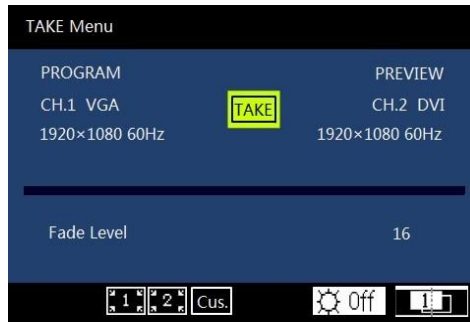 TAKE Menu
PROGRAM PREVIEW
CH.1 VGA TAKE CH.2 DVI
1920×1080 60Hz 1920×1080 60Hz
Fade Level 16
1 2 Cus. Off 1